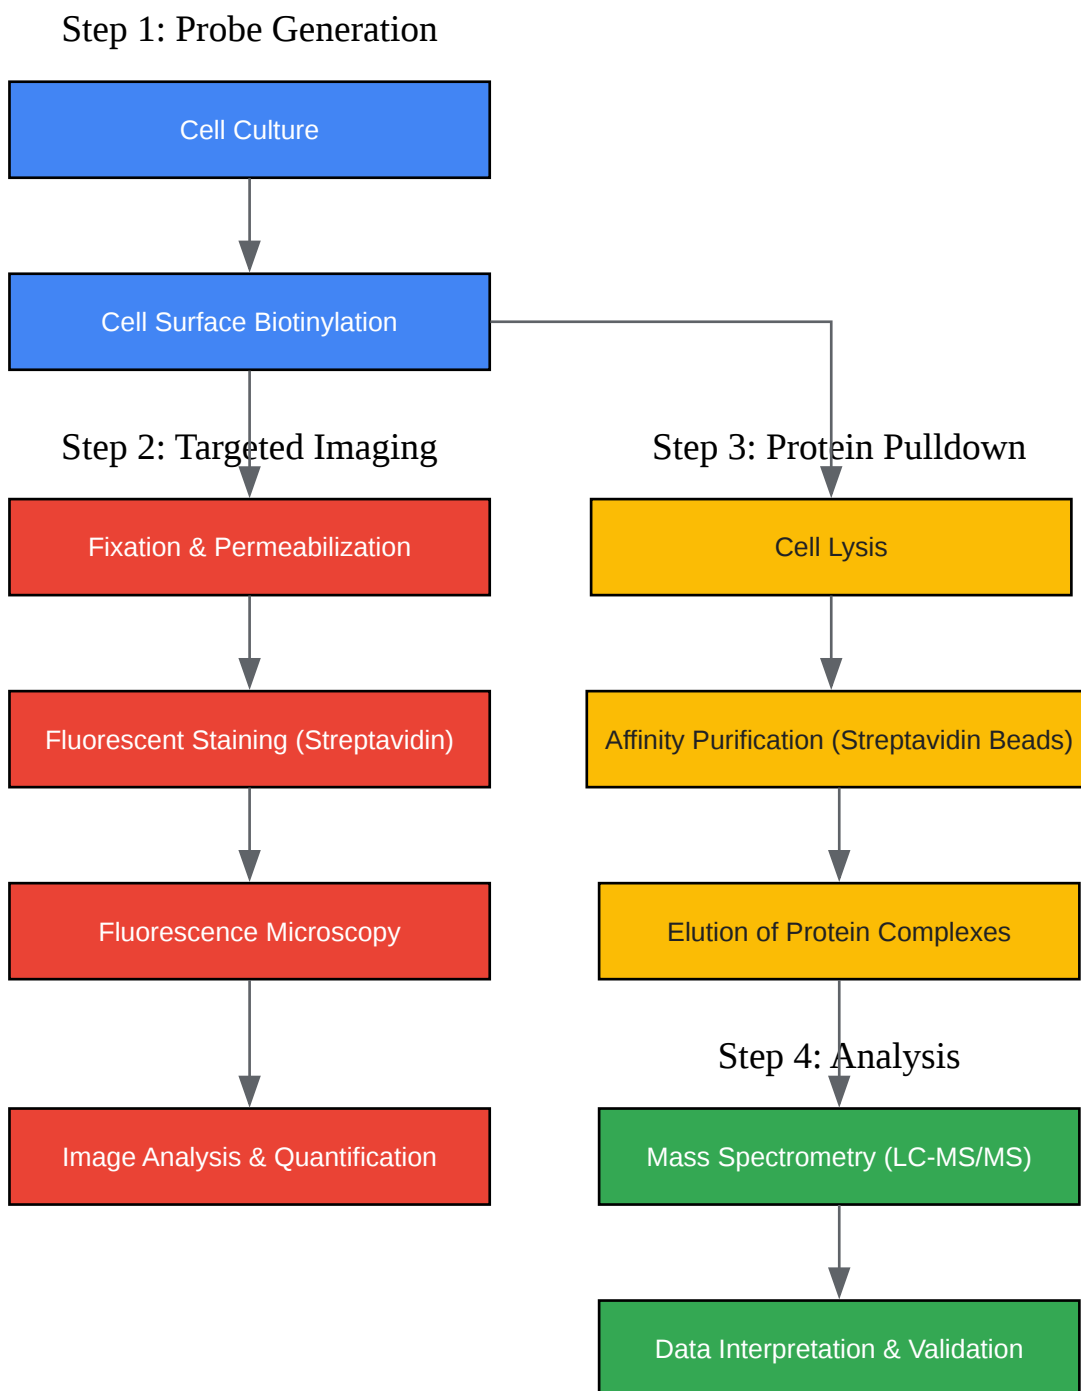 Step 1: Probe Generation
Cell Culture
Cell Surface Biotinylation
Step 2: Targeted Imaging
Fixation & Permeabilization
Fluorescent Staining (Streptavidin)
Fluorescence Microscopy
Image Analysis & Quantification
Step 3: Protein Pulldown
Cell Lysis
Affinity Purification (Streptavidin Beads)
Elution of Protein Complexes
Step 4: Analysis
Mass Spectrometry (LC-MS/MS)
Data Interpretation & Validation